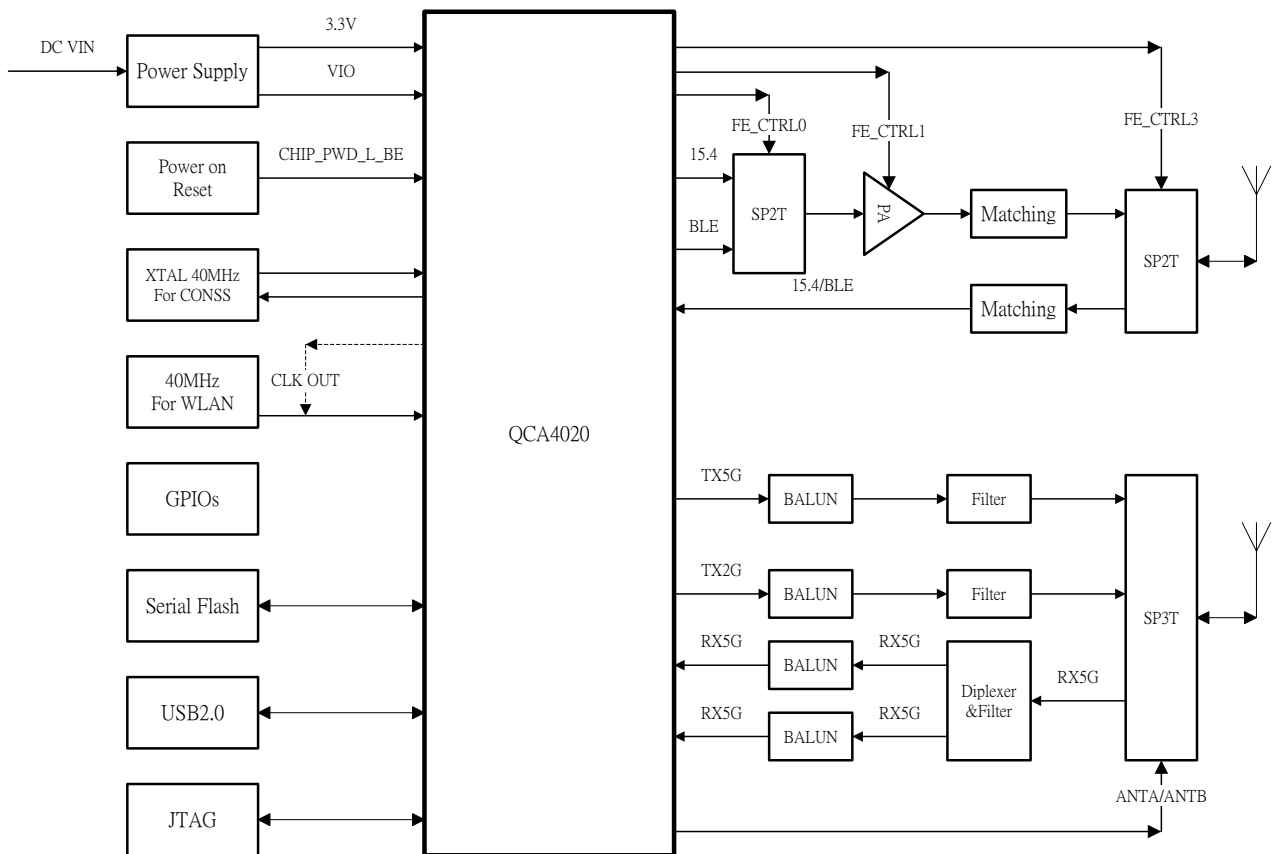 DC VIN
Power Supply
3.3V
VIO
Power on
Reset
CHIP_PWD_L_BE
XTAL 40MHz
For CONSS
40MHz
For WLAN
CLK OUT
GPIOs
Serial Flash
USB2.0
JTAG
QCA4020
FE_CTRL0
FE_CTRL1
FE_CTRL3
15.4
BLE
SP2T
PA
Matching
SP2T
15.4/BLE
Matching
TX5G
BALUN
Filter
TX2G
BALUN
Filter
SP3T
RX5G
BALUN
RX5G
Diplexer
&Filter
RX5G
RX5G
BALUN
RX5G
ANTA/ANTB